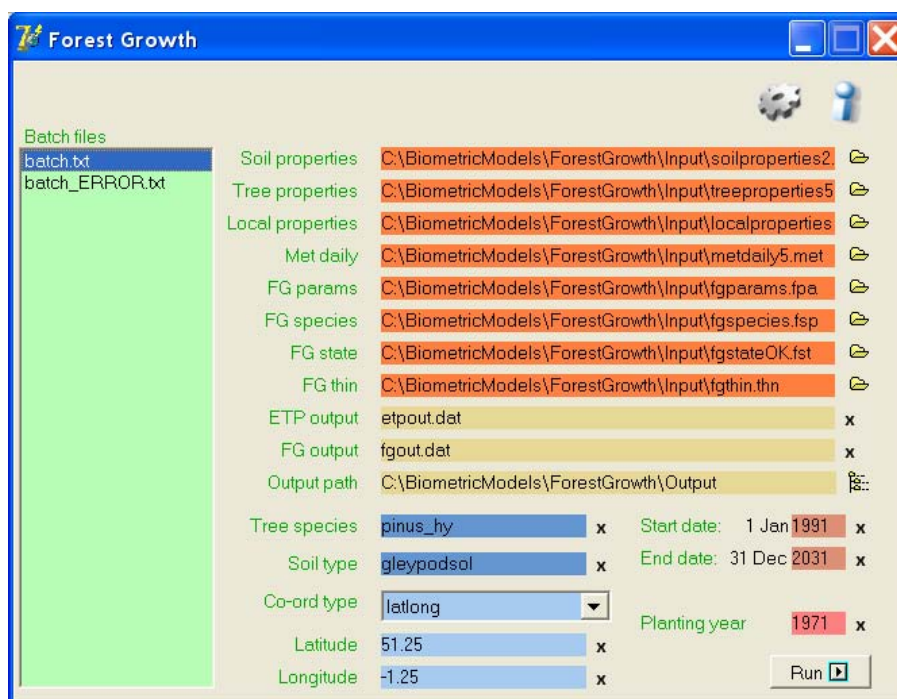 Forest Growth
Batch files
batch.txt
batch_ERROR.txt
Soil properties C:\BiometricModels\ForestGrowth\Input\soilproperties2.
Tree properties C:\BiometricModels\ForestGrowth\Input\treeproperties5
Local properties C:\BiometricModels\ForestGrowth\Input\localproperties
Met daily C:\BiometricModels\ForestGrowth\Input\metdaily5.met
FG params C:\BiometricModels\ForestGrowth\Input\fgparams.fpa
FG species C:\BiometricModels\ForestGrowth\Input\fgspecies.fsp
FG state C:\BiometricModels\ForestGrowth\Input\fgstateOK.fst
FG thin C:\BiometricModels\ForestGrowth\Input\fgthin.thn
ETP output etpout.dat x
FG output fgout.dat x
Output path C:\BiometricModels\ForestGrowth\Output
Tree species pinus_hy x Start date: 1 Jan 1991 x
Soil type gleypodsol x End date: 31 Dec 2031 x
Co-ord type latlong
Planting year 1971 x
Latitude 51.25 x
Longitude -1.25 x
Run